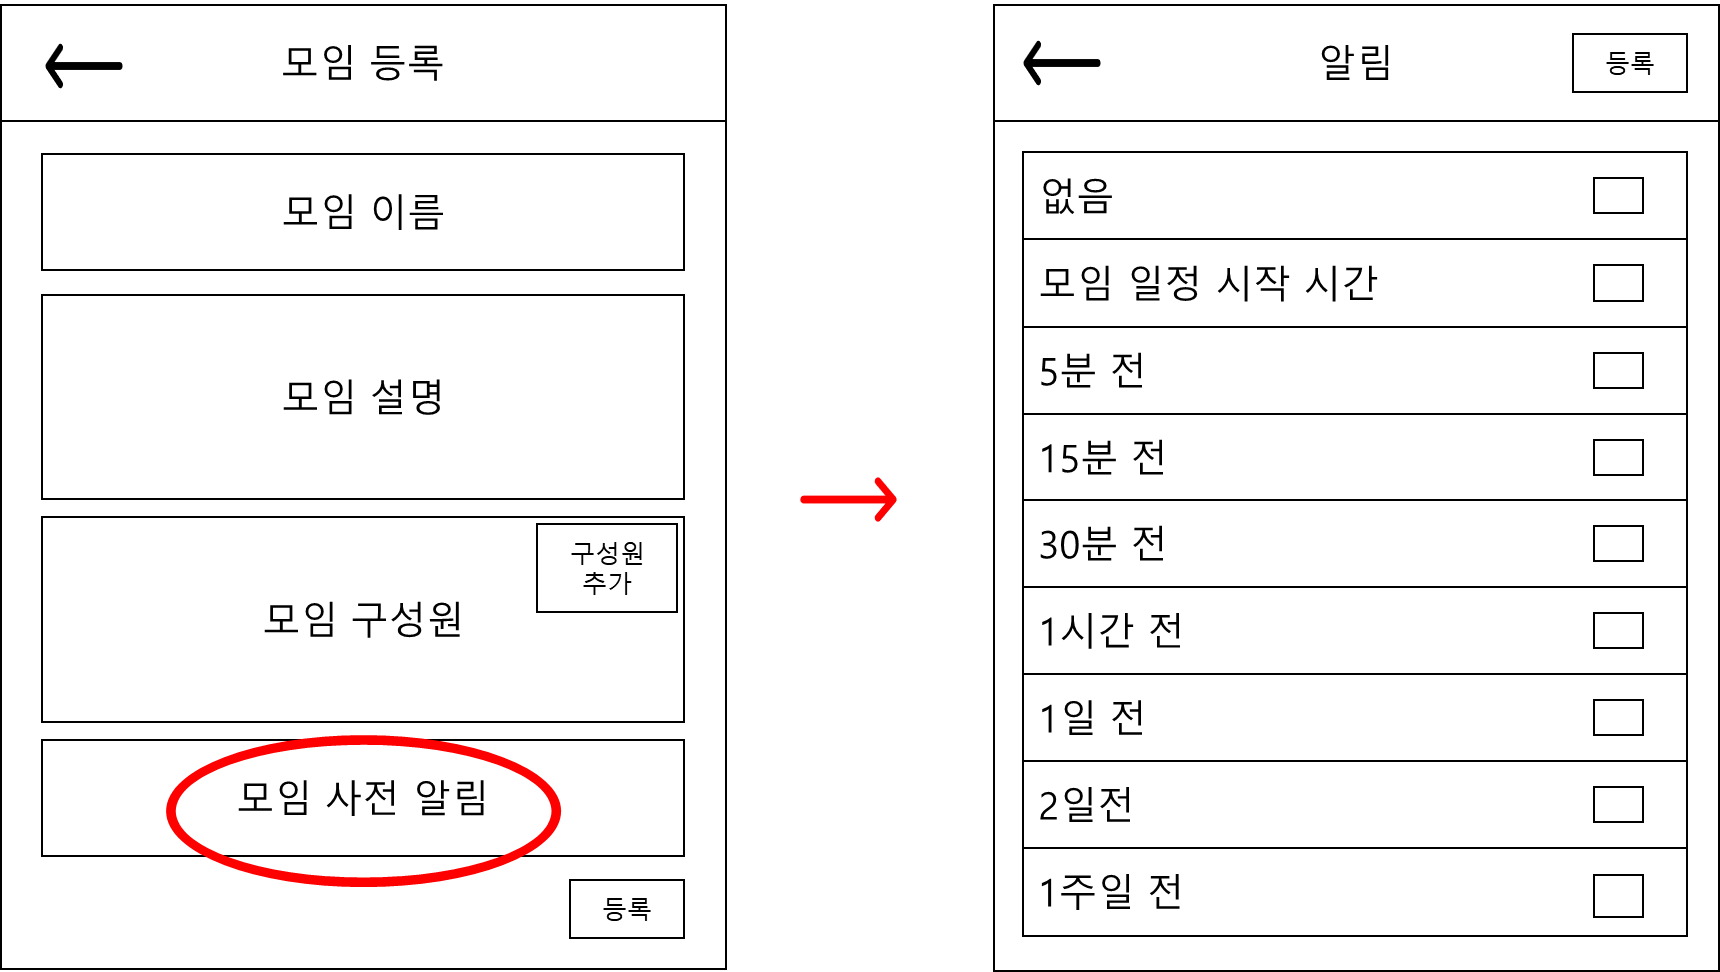 모임 등록
모임 이름
모임 설명
구성원
추가
모임 구성원
모임 사전 알림
등록
알림
등록
없음
모임 일정 시작 시간
5분 전
15분 전
30분 전
1시간 전
1일 전
2일전
1주일 전